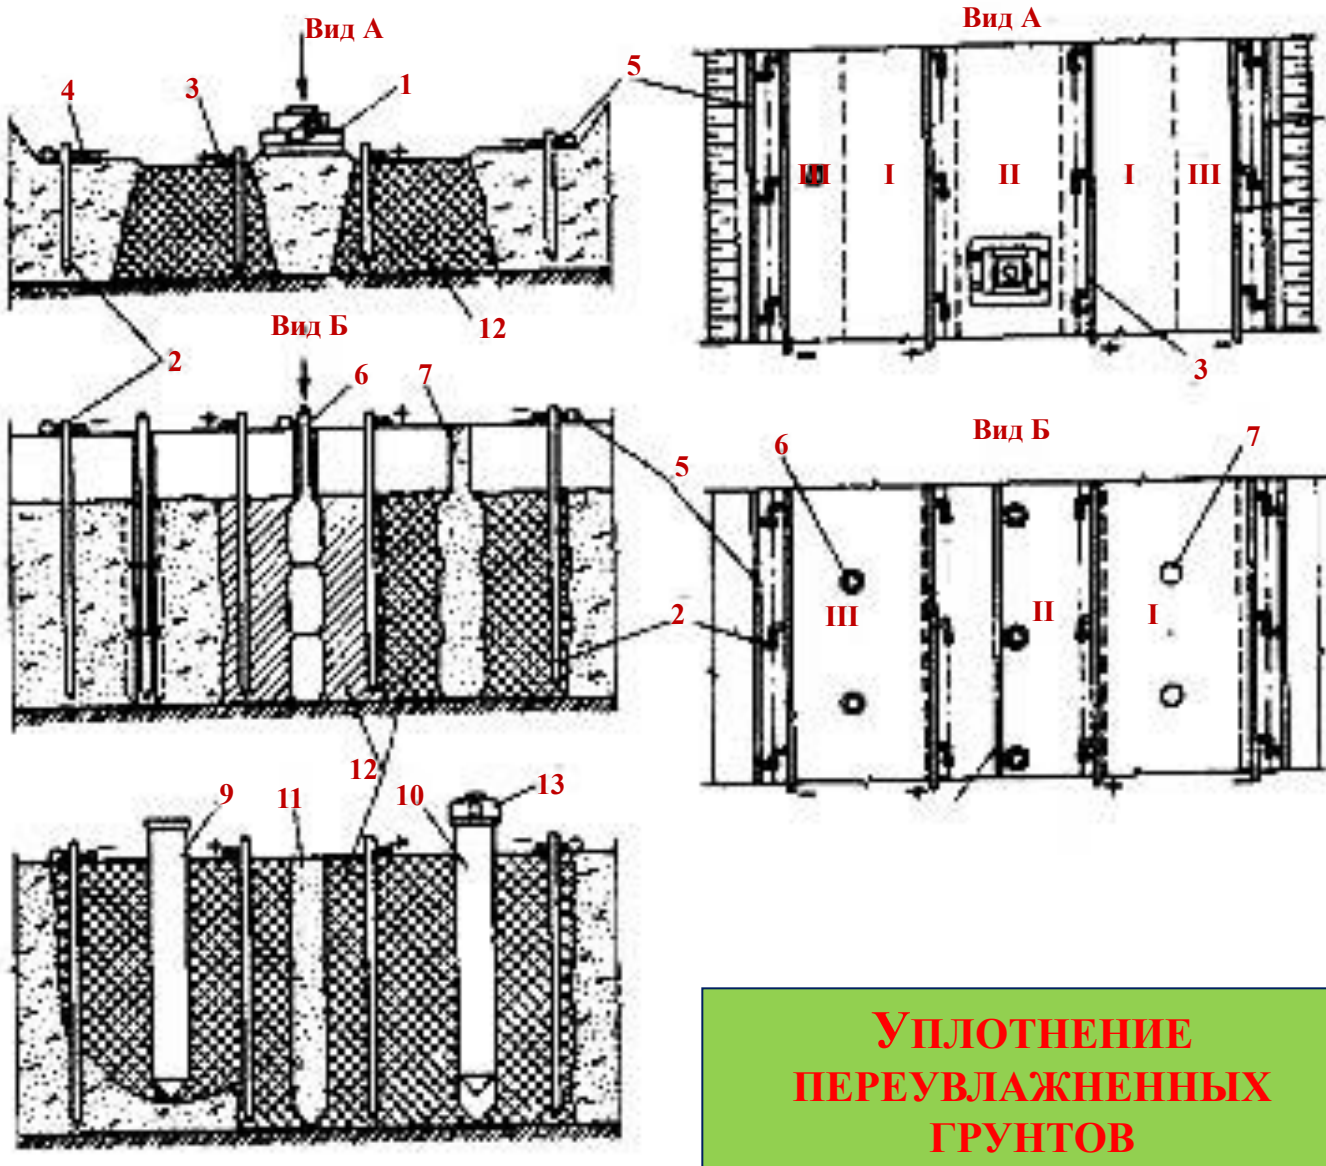 Вид А
Вид А
4
3
1
5
III
I
II
I
III
- + + -
12
3
Вид Б
2
6
7
Вид Б
6
7
5
III
II
I
2
- + + -
12
9
11
10
13
УПЛОТНЕНИЕ
ПЕРЕУВЛАЖНЕННЫХ
ГРУНТОВ